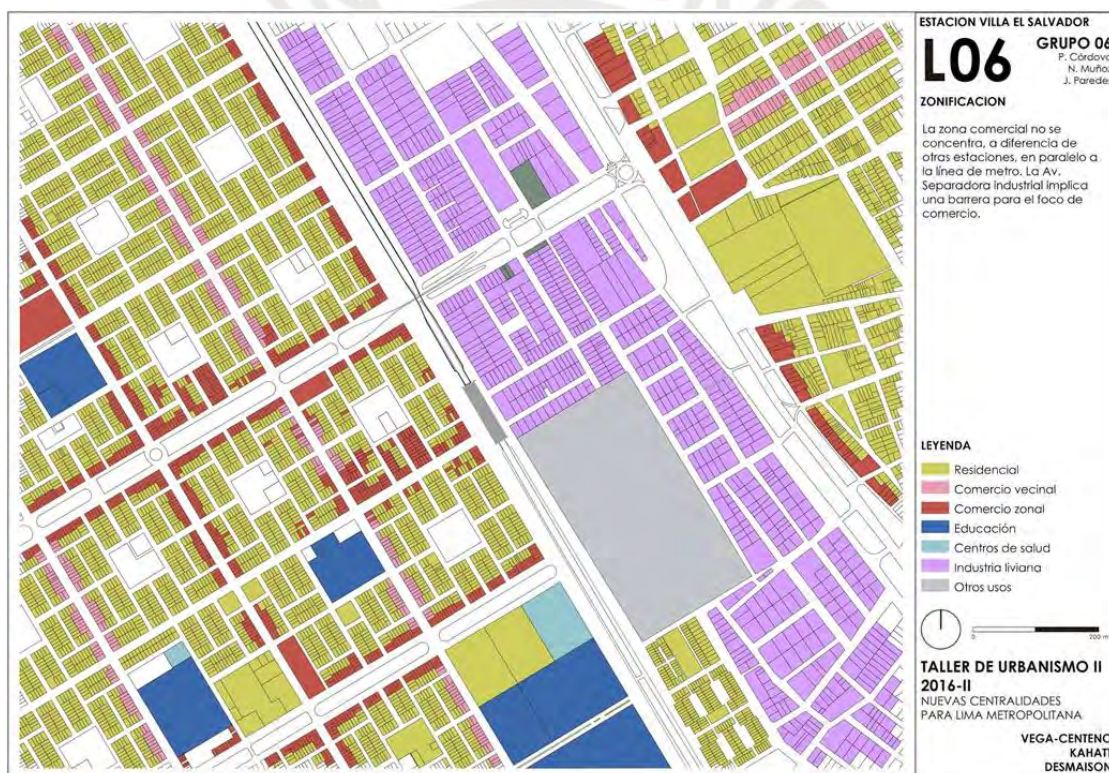 ESTACION VILLA EL SALVADOR
L06
GRUPO 06
P. Córdova
N. Muñoz
J. Paredes
ZONIFICACION
La zona comercial no se
concentra, a diferencia de
otras estaciones, en paralelo a
la línea de metro. La Av.
Separadora industrial implica
una barrera para el foco de
comercio.
LEYENDA
Residencial
Comercio vecinal
Comercio zonal
Educación
Centros de salud
Industria liviana
Otros usos
0
200 m
TALLER DE URBANISMO II
2016-II
NUEVAS CENTRALIDADES
PARA LIMA METROPOLITANA
VEGA-CENTENO
KAHATT
DESMAISON